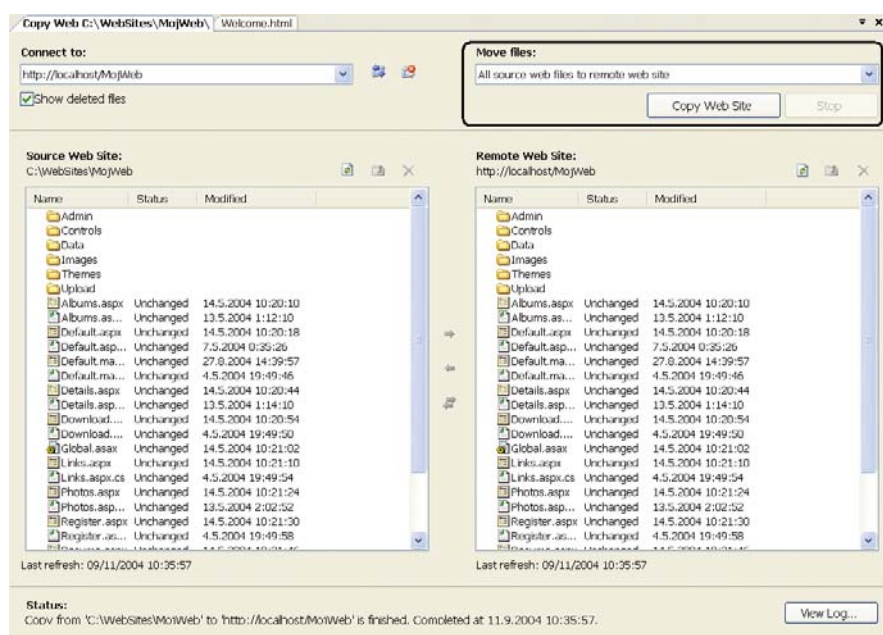 Copy Web C:\WebSites\MojWeb\ Welcome.html
Connect to:
http://localhost/MojWeb
Show deleted files
Move files:
All source web files to remote web site
Copy Web Site Stop
Source Web Site:
C:\WebSites\MojWeb
Name Status Modified
Admin
Controls
Data
Images
Themes
Upload
Albums.aspx Unchanged 14.5.2004 10:20:10
Albums.as... Unchanged 13.5.2004 1:12:10
Default.aspx Unchanged 14.5.2004 10:20:18
Default.asp... Unchanged 7.5.2004 0:35:26
Default.ma... Unchanged 27.8.2004 14:39:57
Default.ma... Unchanged 4.5.2004 19:49:46
Details.aspx Unchanged 14.5.2004 10:20:44
Details.asp... Unchanged 13.5.2004 1:14:10
Download.... Unchanged 14.5.2004 10:20:54
Download.... Unchanged 4.5.2004 19:49:50
Global.asax Unchanged 14.5.2004 10:21:02
Links.aspx Unchanged 14.5.2004 10:21:10
Links.aspx.cs Unchanged 4.5.2004 19:49:54
Photos.aspx Unchanged 14.5.2004 10:21:24
Photos.asp... Unchanged 13.5.2004 2:02:52
Register.aspx Unchanged 14.5.2004 10:21:30
Register.as... Unchanged 4.5.2004 19:49:58
Last refresh: 09/11/2004 10:35:57
Remote Web Site:
http://localhost/MojWeb
Name Status Modified
Admin
Controls
Data
Images
Themes
Upload
Albums.aspx Unchanged 14.5.2004 10:20:10
Albums.as... Unchanged 13.5.2004 1:12:10
Default.aspx Unchanged 14.5.2004 10:20:18
Default.asp... Unchanged 7.5.2004 0:35:26
Default.ma... Unchanged 27.8.2004 14:39:57
Default.ma... Unchanged 4.5.2004 19:49:46
Details.aspx Unchanged 14.5.2004 10:20:44
Details.asp... Unchanged 13.5.2004 1:14:10
Download.... Unchanged 14.5.2004 10:20:54
Download.... Unchanged 4.5.2004 19:49:50
Global.asax Unchanged 14.5.2004 10:21:02
Links.aspx Unchanged 14.5.2004 10:21:10
Links.aspx.cs Unchanged 4.5.2004 19:49:54
Photos.aspx Unchanged 14.5.2004 10:21:24
Photos.asp... Unchanged 13.5.2004 2:02:52
Register.aspx Unchanged 14.5.2004 10:21:30
Register.as... Unchanged 4.5.2004 19:49:58
Last refresh: 09/11/2004 10:35:57
Status:
Copy from 'C:\WebSites\MojWeb' to 'http://localhost/MojWeb' is finished. Completed at 11.9.2004 10:35:57.
View Log...